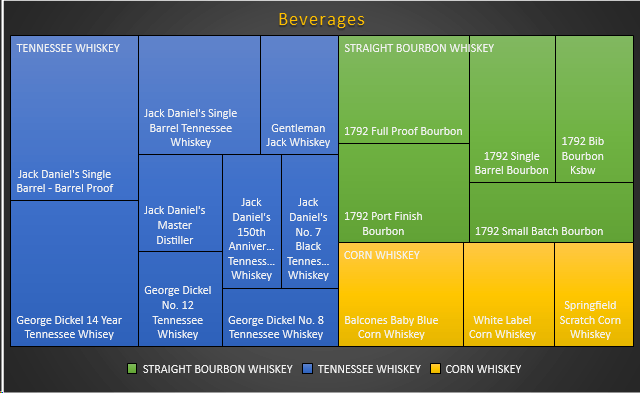 Beverages
TENNESSEE WHISKEY
Jack Daniel's Single
Barrel - Barrel Proof
George Dickel 14 Year
Tennessee Whisey
Jack Daniel's Single
Barrel Tennessee
Whiskey
Gentleman
Jack Whiskey
Jack Daniel's
Master
Distiller
George Dickel
No. 12
Tennessee
Whiskey
Jack
Daniel's
150th
Anniver...
Tenness...
Whiskey
Jack
Daniel's
No. 7
Black
Tennes...
Whiskey
George Dickel No. 8
Tennessee Whiskey
STRAIGHT BOURBON WHISKEY
1792 Full Proof Bourbon
1792 Port Finish
Bourbon
1792 Single
Barrel Bourbon
1792 Bib
Bourbon
Ksbw
1792 Small Batch Bourbon
CORN WHISKEY
Balcones Baby Blue
Corn Whiskey
White Label
Corn Whiskey
Springfield
Scratch Corn
Whiskey
STRAIGHT BOURBON WHISKEY
TENNESSEE WHISKEY
CORN WHISKEY